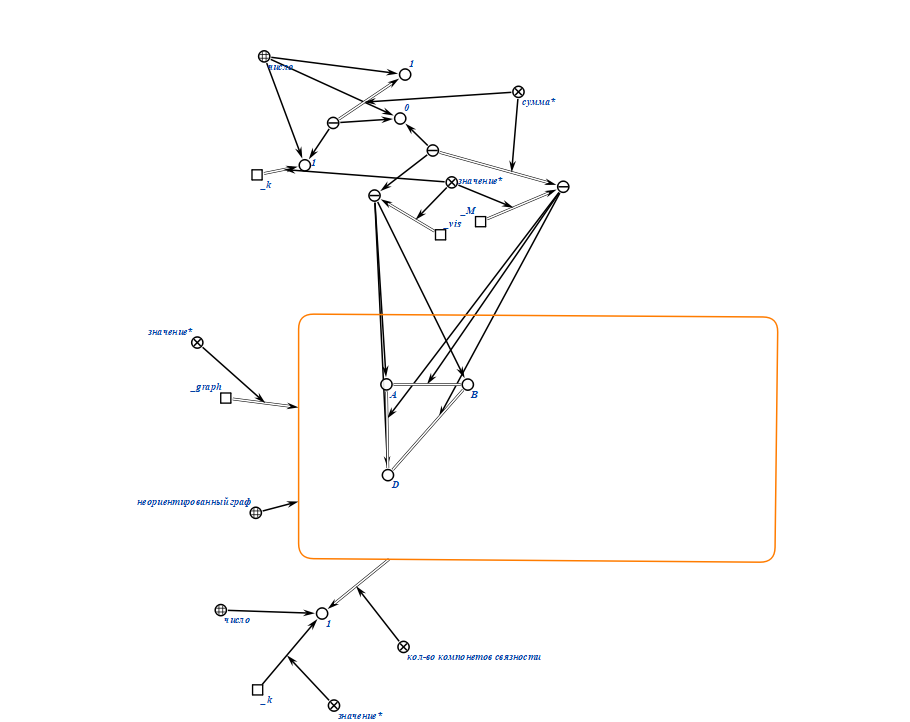 1
число
сумма*
0
1
_k
значение*
_M
_vis
значение*
_graph
A
B
D
неориентированный граф
число
1
кол-во компонетов связности
_k
значение*